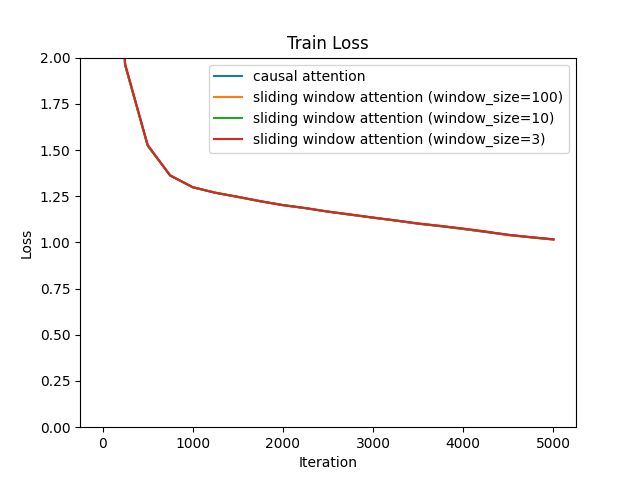 Train Loss
causal attention
sliding window attention (window_size=100)
sliding window attention (window_size=10)
sliding window attention (window_size=3)
Loss
2.00
1.75
1.50
1.25
1.00
0.75
0.50
0.25
0.00
0 1000 2000 3000 4000 5000
Iteration